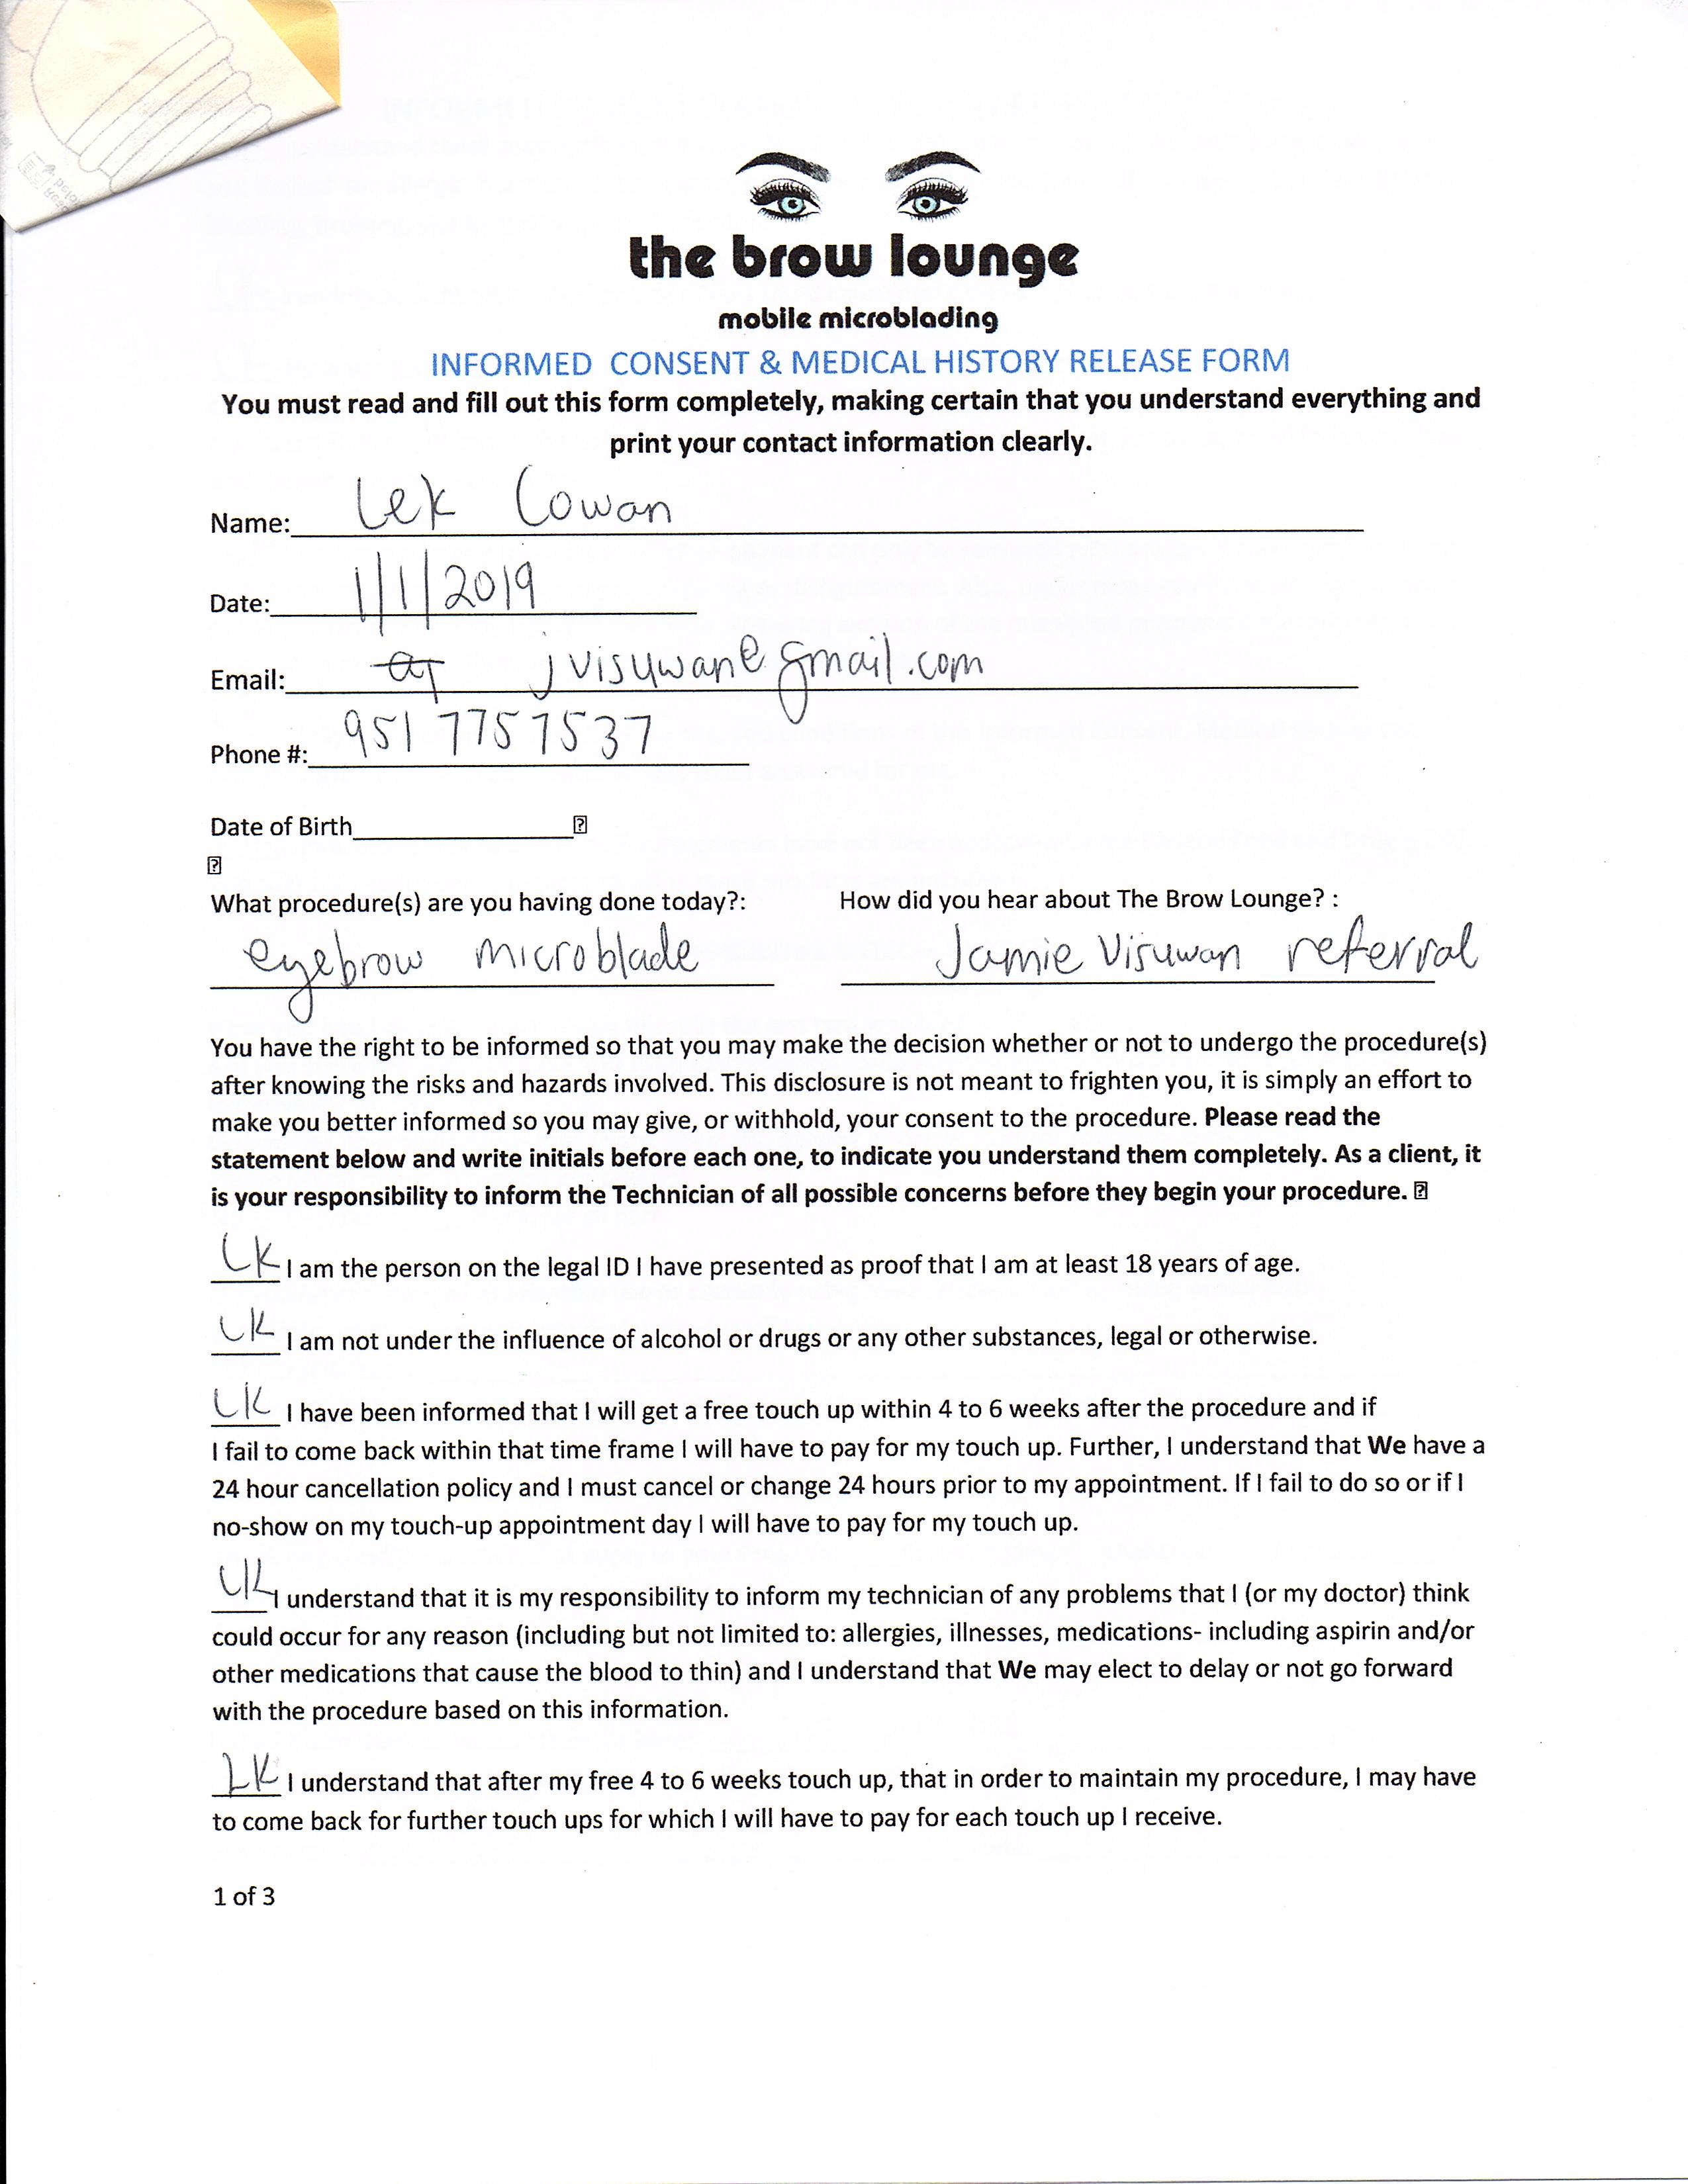 the brow lounge
mobile microblading
INFORMED CONSENT & MEDICAL HISTORY RELEASE FORM
You must read and fill out this form completely, making certain that you understand everything and
print your contact information clearly.
Name: Lek Cowan
Date: 1/1/2019
Email: jvisuwan@gmail.com
Phone #: 951 7757537
Date of Birth
What procedure(s) are you having done today?: How did you hear about The Brow Lounge? :
eyebrow microblade Jamie Visuwan referral
You have the right to be informed so that you may make the decision whether or not to undergo the procedure(s)
after knowing the risks and hazards involved. This disclosure is not meant to frighten you, it is simply an effort to
make you better informed so you may give, or withhold, your consent to the procedure. Please read the
statement below and write initials before each one, to indicate you understand them completely. As a client, it
is your responsibility to inform the Technician of all possible concerns before they begin your procedure.
LK I am the person on the legal ID I have presented as proof that I am at least 18 years of age.
LK I am not under the influence of alcohol or drugs or any other substances, legal or otherwise.
LK I have been informed that I will get a free touch up within 4 to 6 weeks after the procedure and if
I fail to come back within that time frame I will have to pay for my touch up. Further, I understand that We have a
24 hour cancellation policy and I must cancel or change 24 hours prior to my appointment. If I fail to do so or if I
no-show on my touch-up appointment day I will have to pay for my touch up.
LK I understand that it is my responsibility to inform my technician of any problems that I (or my doctor) think
could occur for any reason (including but not limited to: allergies, illnesses, medications- including aspirin and/or
other medications that cause the blood to thin) and I understand that We may elect to delay or not go forward
with the procedure based on this information.
LK I understand that after my free 4 to 6 weeks touch up, that in order to maintain my procedure, I may have
to come back for further touch ups for which I will have to pay for each touch up I receive.
1 of 3